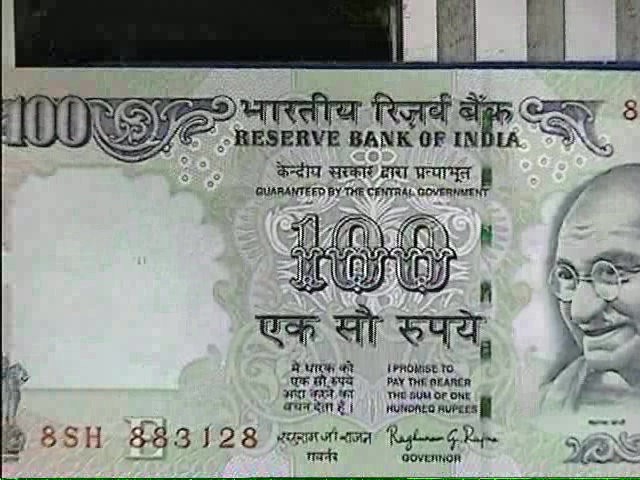 100 भारतीय रिज़र्व बैंक 8
RESERVE BANK OF INDIA
केन्द्रीय सरकार द्वारा प्रत्याभूत
GUARANTEED BY THE CENTRAL GOVERNMENT
100
एक सौ रुपये
मैं धारक को
एक सौ रुपये
अदा करने का
वचन देता हूँ ।
I PROMISE TO
PAY THE BEARER
THE SUM OF ONE
HUNDRED RUPEES
8SH 883128
रघुराम जी राजन
गवर्नर
Raghuram G. Rajan
GOVERNOR